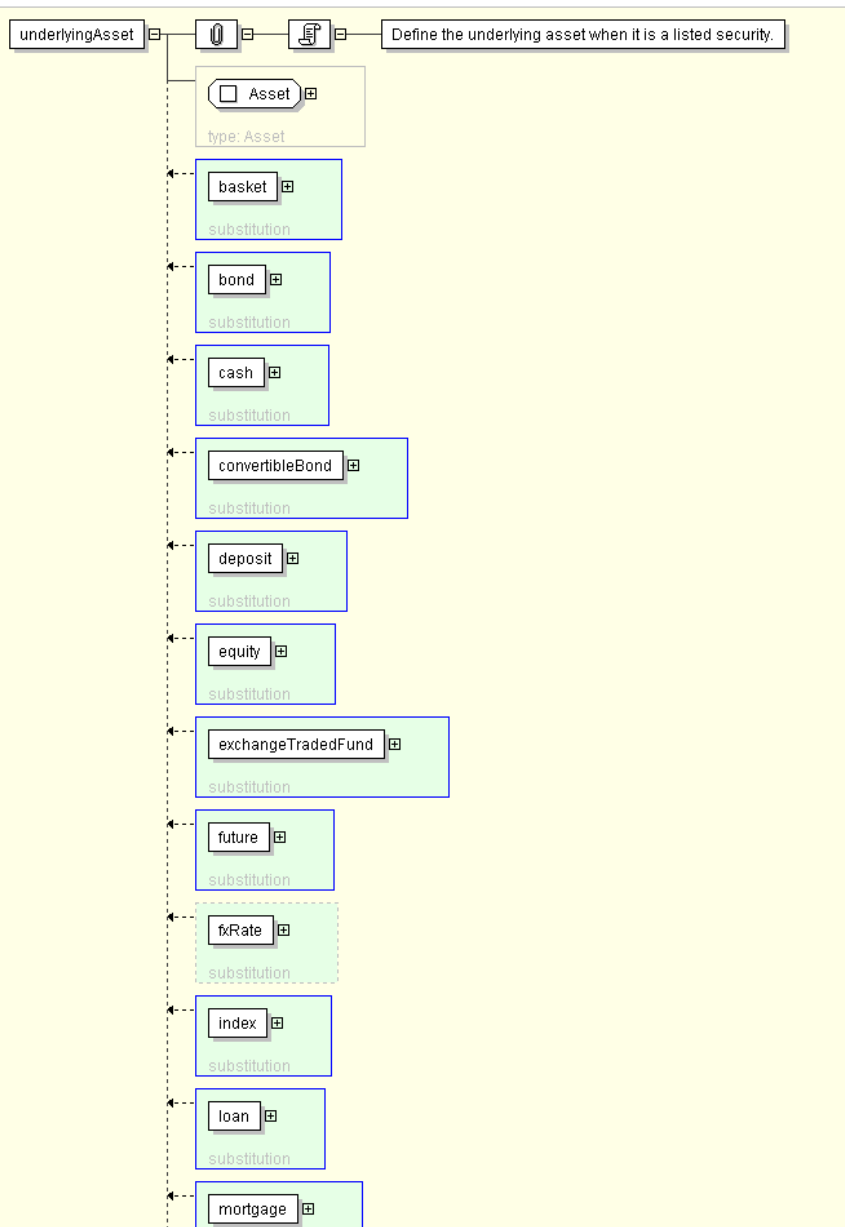 underlyingAsset
Define the underlying asset when it is a listed security.
Asset
type: Asset
basket
substitution
bond
substitution
cash
substitution
convertibleBond
substitution
deposit
substitution
equity
substitution
exchangeTradedFund
substitution
future
substitution
fxRate
substitution
index
substitution
loan
substitution
mortgage